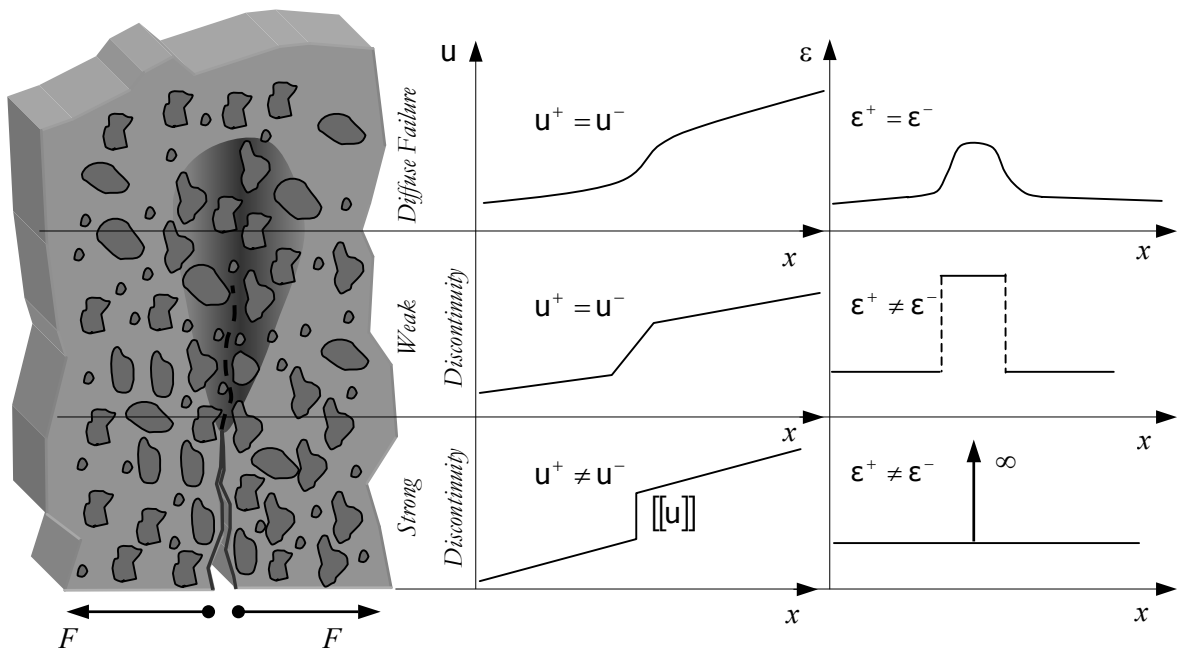 u
ε
Diffuse Failure
u⁺ = u⁻
ε⁺ = ε⁻
x
x
Weak
Discontinuity
u⁺ = u⁻
ε⁺ ≠ ε⁻
x
x
Strong
Discontinuity
u⁺ ≠ u⁻
[[u]]
ε⁺ ≠ ε⁻
∞
x
x
F
F